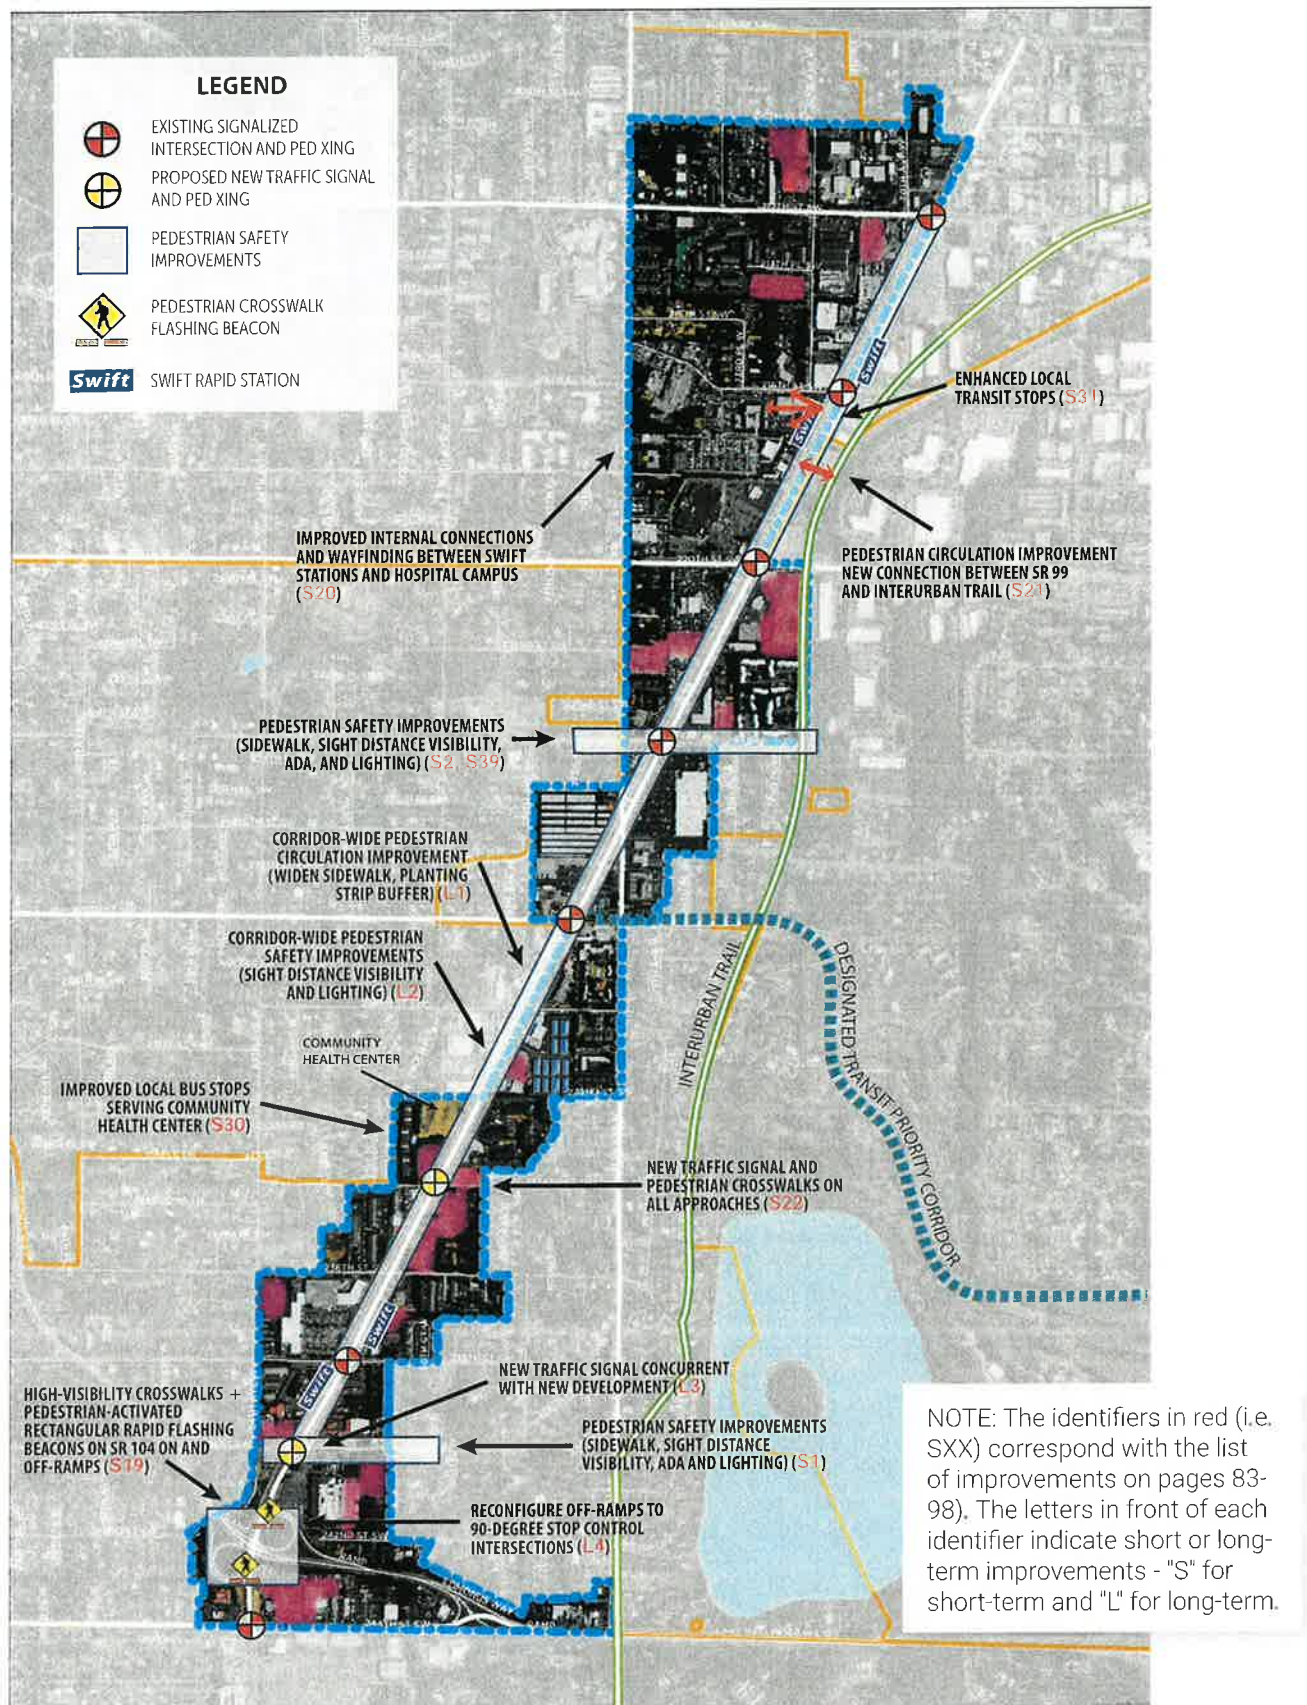 LEGEND
EXISTING SIGNALIZED
INTERSECTION AND PED XING
PROPOSED NEW TRAFFIC SIGNAL
AND PED XING
PEDESTRIAN SAFETY
IMPROVEMENTS
PEDESTRIAN CROSSWALK
FLASHING BEACON
Swift
SWIFT RAPID STATION
Swift
ENHANCED LOCAL
TRANSIT STOPS (S31)
Swift
IMPROVED INTERNAL CONNECTIONS
AND WAYFINDING BETWEEN SWIFT
STATIONS AND HOSPITAL CAMPUS
(S20)
PEDESTRIAN CIRCULATION IMPROVEMENT
NEW CONNECTION BETWEEN SR 99
AND INTERURBAN TRAIL (S21)
PEDESTRIAN SAFETY IMPROVEMENTS
(SIDEWALK, SIGHT DISTANCE VISIBILITY,
ADA, AND LIGHTING) (S2, S39)
CORRIDOR-WIDE PEDESTRIAN
CIRCULATION IMPROVEMENT
(WIDEN SIDEWALK, PLANTING
STRIP BUFFER) (L1)
CORRIDOR-WIDE PEDESTRIAN
SAFETY IMPROVEMENTS
(SIGHT DISTANCE VISIBILITY
AND LIGHTING) (L2)
INTERURBAN TRAIL
DESIGNATED TRANSIT PRIORITY CORRIDOR
COMMUNITY
HEALTH CENTER
IMPROVED LOCAL BUS STOPS
SERVING COMMUNITY
HEALTH CENTER (S30)
NEW TRAFFIC SIGNAL AND
PEDESTRIAN CROSSWALKS ON
ALL APPROACHES (S22)
Swift
Swift
NEW TRAFFIC SIGNAL CONCURRENT
WITH NEW DEVELOPMENT (L3)
HIGH-VISIBILITY CROSSWALKS +
PEDESTRIAN-ACTIVATED
RECTANGULAR RAPID FLASHING
BEACONS ON SR 104 ON AND
OFF-RAMPS (S19)
PEDESTRIAN SAFETY IMPROVEMENTS
(SIDEWALK, SIGHT DISTANCE
VISIBILITY, ADA AND LIGHTING) (S1)
RECONFIGURE OFF-RAMPS TO
90-DEGREE STOP CONTROL
INTERSECTIONS (L4)
NOTE: The identifiers in red (i.e.
SXX) correspond with the list
of improvements on pages 83-
98). The letters in front of each
identifier indicate short or long-
term improvements - "S" for
short-term and "L" for long-term.